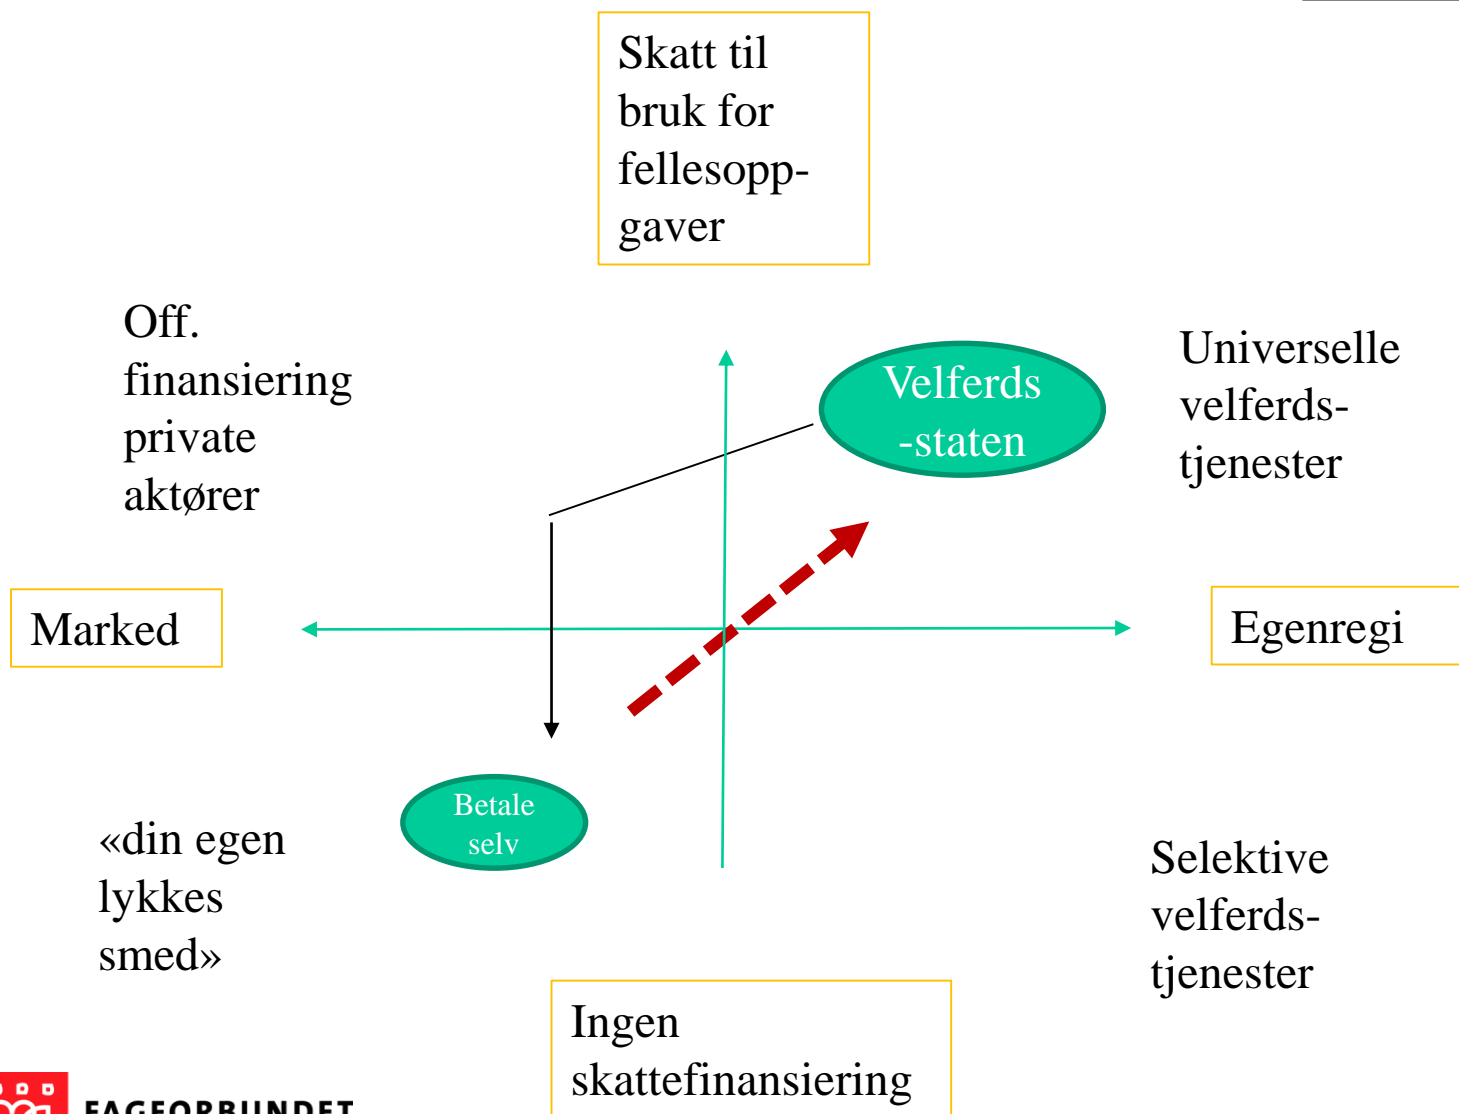 Skatt til
bruk for
fellesopp-
gaver
Off.
finansiering
private
aktører
Velferds
-staten
Universelle
velferds-
tjenester
Marked
Egenregi
Betale
selv
«din egen
lykkes
smed»
Selektive
velferds-
tjenester
Ingen
skattefinansiering
FAGFORBUNDET